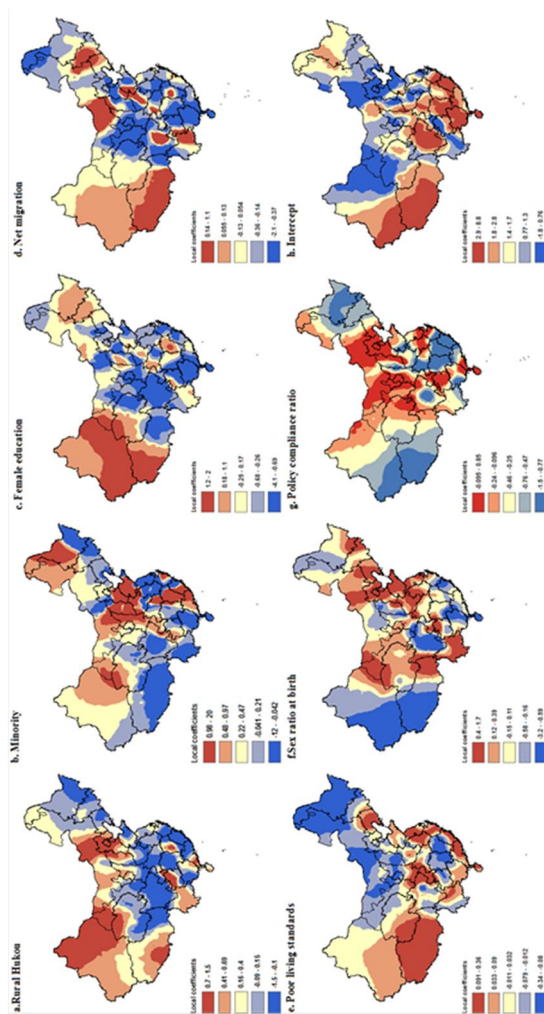 a.Rural Hukou
Local coefficients
0.7 - 1.5
0.41 - 0.69
0.16 - 0.4
-0.09 - 0.15
-1.5 - -0.1
b. Minority
Local coefficients
0.98 - 20
0.48 - 0.97
0.22 - 0.47
-0.041 - 0.21
-12 - -0.042
c. Female education
Local coefficients
1.2 - 2
0.18 - 1.1
-0.25 - 0.17
-0.68 - -0.26
-4.1 - -0.69
d. Net migration
Local coefficients
0.14 - 1.1
0.055 - 0.13
-0.13 - 0.054
-0.36 - -0.14
-2.1 - -0.37
e. Poor living standards
Local coefficients
0.091 - 0.36
0.033 - 0.09
-0.011 - 0.032
-0.079 - -0.012
-0.34 - -0.08
f.Sex ratio at birth
Local coefficients
0.4 - 1.7
0.12 - 0.39
-0.15 - 0.11
-0.58 - -0.16
-3.2 - -0.59
g. Policy compliance ratio
Local coefficients
-0.095 - 0.85
-0.24 - -0.096
-0.46 - -0.25
-0.76 - -0.47
-1.5 - -0.77
h. Intercept
Local coefficients
2.9 - 8.8
1.8 - 2.8
1.4 - 1.7
0.77 - 1.3
-1.8 - 0.76